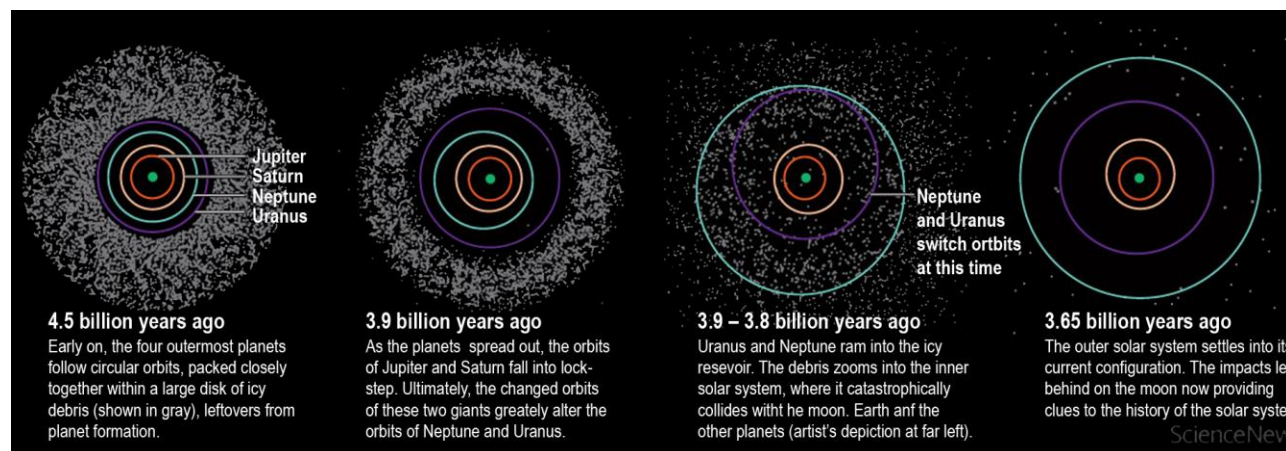 Jupiter
Saturn
Neptune
Uranus
Neptune
and Uranus
switch ortbits
at this time
4.5 billion years ago
Early on, the four outermost planets
follow circular orbits, packed closely
together within a large disk of icy
debris (shown in gray), leftovers from
planet formation.
3.9 billion years ago
As the planets spread out, the orbits
of Jupiter and Saturn fall into lock-
step. Ultimately, the changed orbits
of these two giants greately alter the
orbits of Neptune and Uranus.
3.9 – 3.8 billion years ago
Uranus and Neptune ram into the icy
resevoir. The debris zooms into the inner
solar system, where it catastrophically
collides witht he moon. Earth anf the
other planets (artist's depiction at far left).
3.65 billion years ago
The outer solar system settles into its
current configuration. The impacts le
behind on the moon now providing
clues to the history of the solar syste
ScienceNew